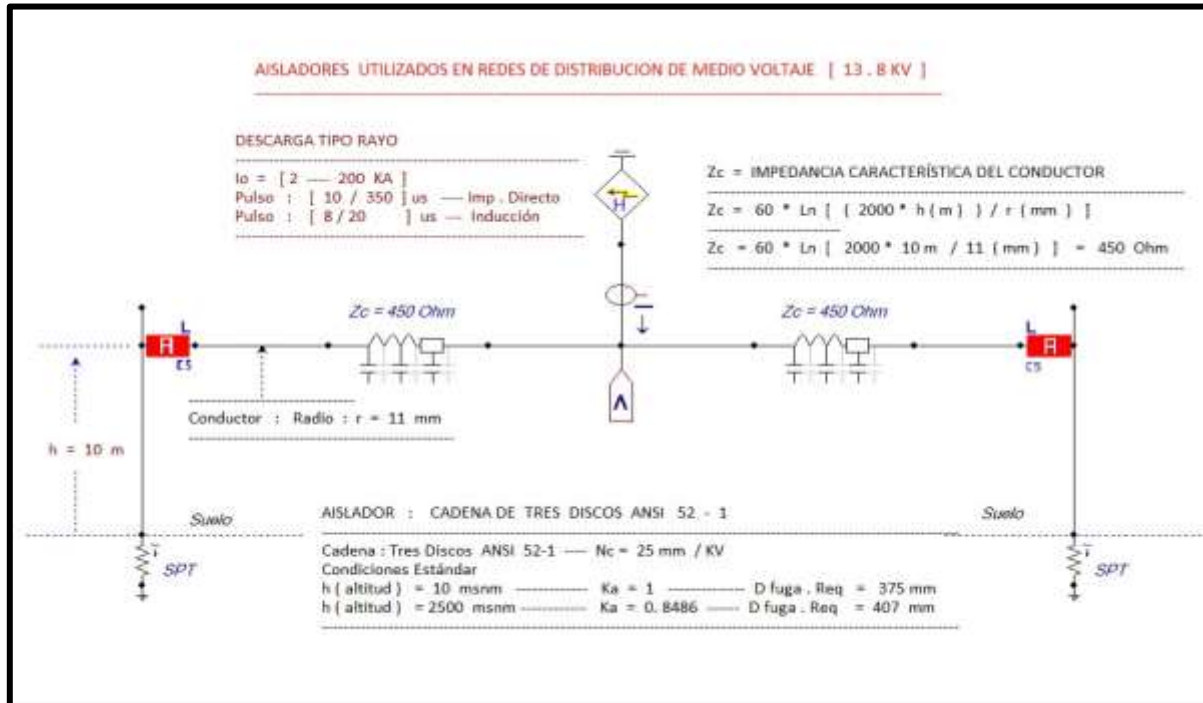 AISLADORES UTILIZADOS EN REDES DE DISTRIBUCION DE MEDIO VOLTAJE [ 13 . 8 KV ]
DESCARGA TIPO RAYO
Io = [ 2 ---- 200 KA ]
Pulso : [ 10 / 350 ] us ---- Imp . Directo
Pulso : [ 8 / 20 ] us --- Inducción
H
Zc = IMPEDANCIA CARACTERÍSTICA DEL CONDUCTOR
Zc = 60 * Ln [ ( 2000 * h ( m ) ) / r ( mm ) ]
Zc = 60 * Ln [ 2000 * 10 m / 11 ( mm ) ] = 450 Ohm
Zc = 450 Ohm
Zc = 450 Ohm
L
A
L
A
Conductor : Radio : r = 11 mm
h = 10 m
Suelo
SPT
AISLADOR : CADENA DE TRES DISCOS ANSI 52 - 1
Cadena : Tres Discos ANSI 52-1 ---- Nc = 25 mm / KV
Condiciones Estándar
h ( altitud ) = 10 msnm ------------ Ka = 1 ------------ D fuga . Req = 375 mm
h ( altitud ) = 2500 msnm ------------ Ka = 0. 8486 ------ D fuga . Req = 407 mm
Suelo
SPT